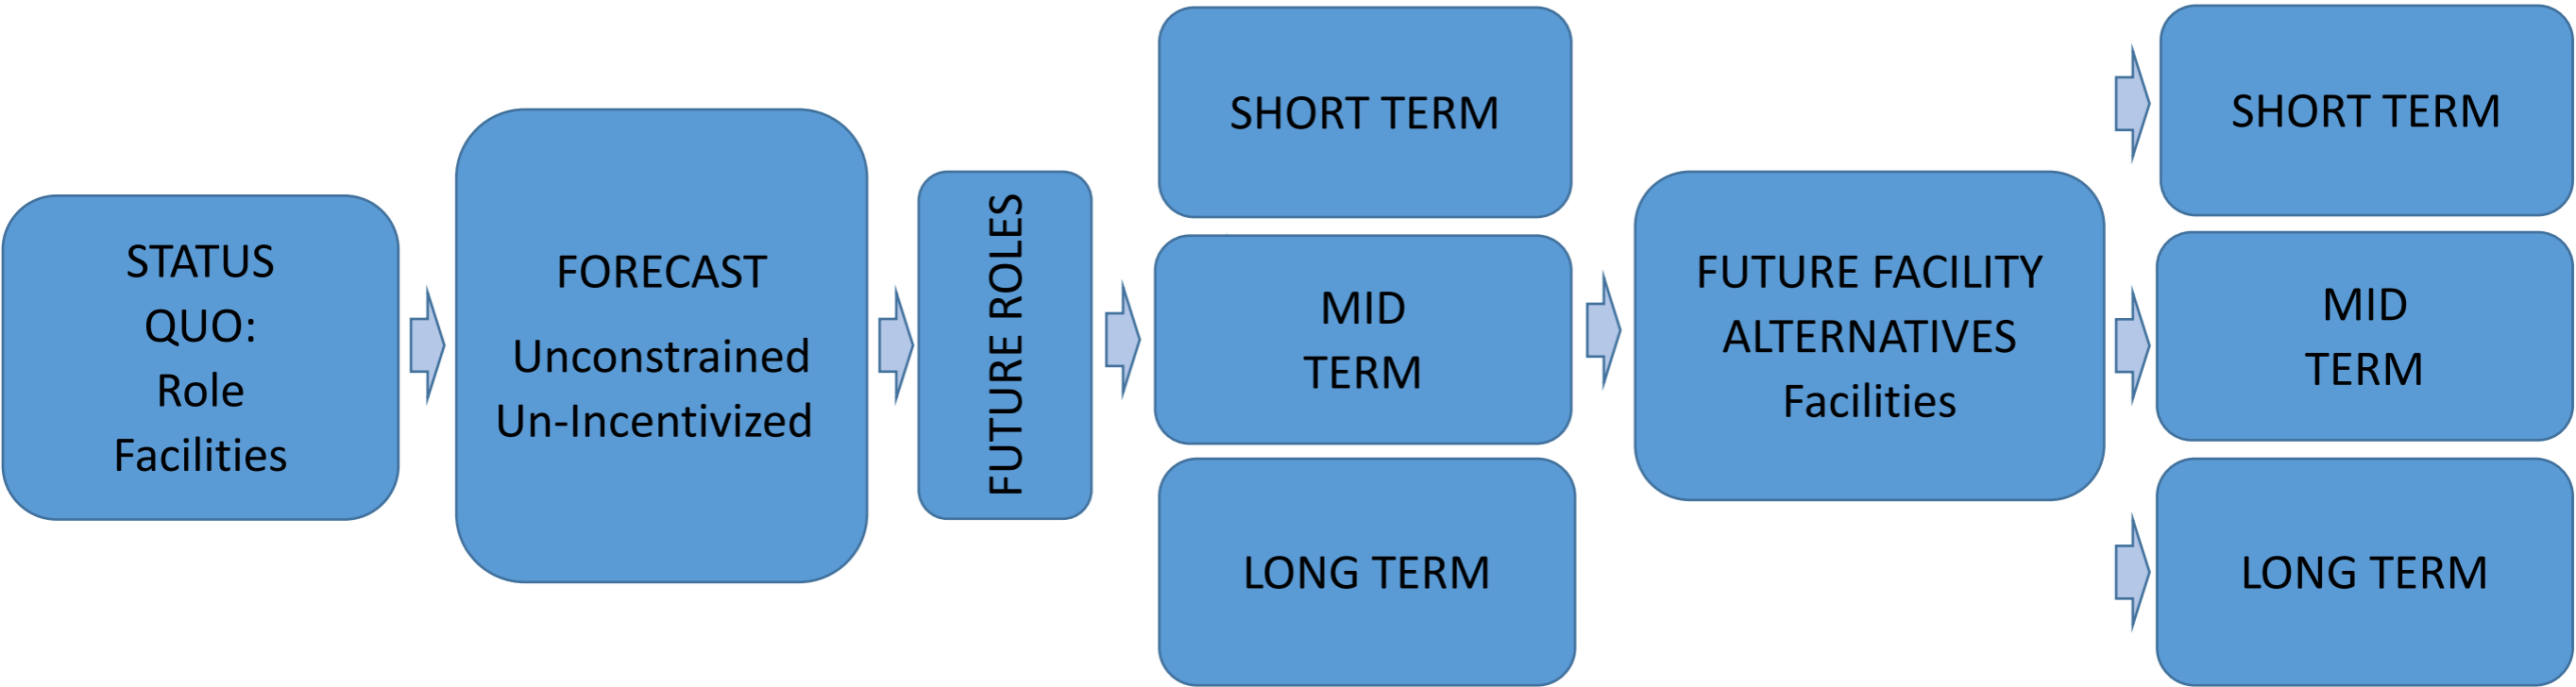 STATUS
QUO:
Role
Facilities
FORECAST
Unconstrained
Un-Incentivized
FUTURE ROLES
SHORT TERM
MID
TERM
LONG TERM
FUTURE FACILITY
ALTERNATIVES
Facilities
SHORT TERM
MID
TERM
LONG TERM